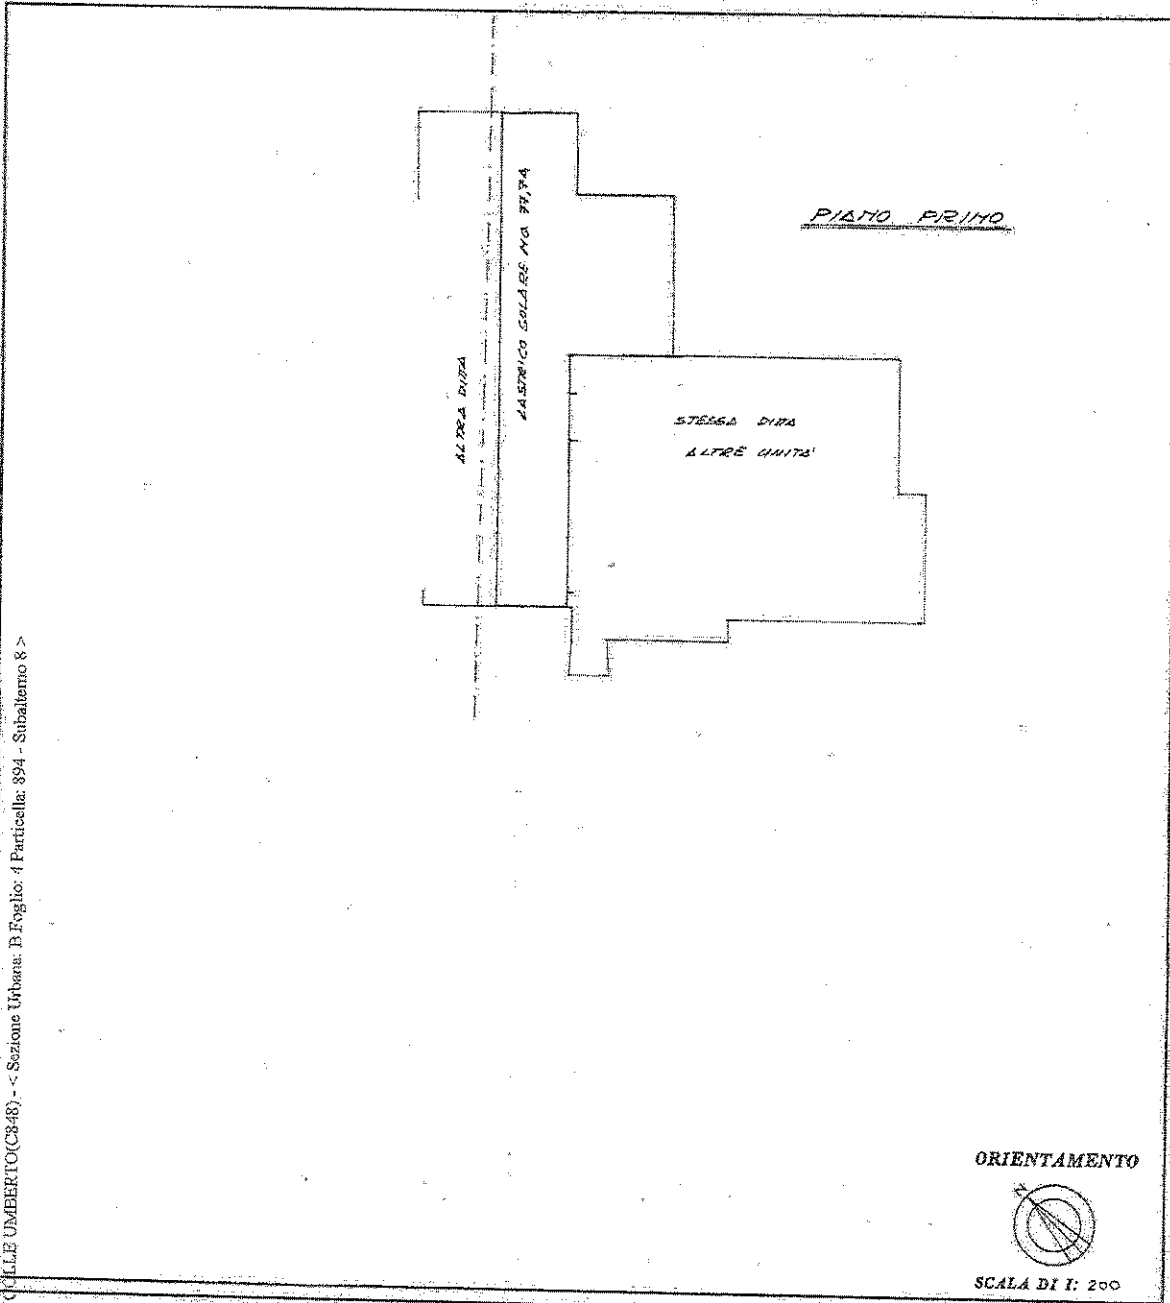 PIANO PRIMO
LASTRICO SOLARE MQ 77,74
ALTRA DITTA
STESSA DITTA
ALTRE UNITA'
COLLE UMBERTO(C848) - < Sezione Urbana: B Foglio: 4 Particella: 894 - Subalterno 8 >
ORIENTAMENTO
N
SCALA DI 1: 200